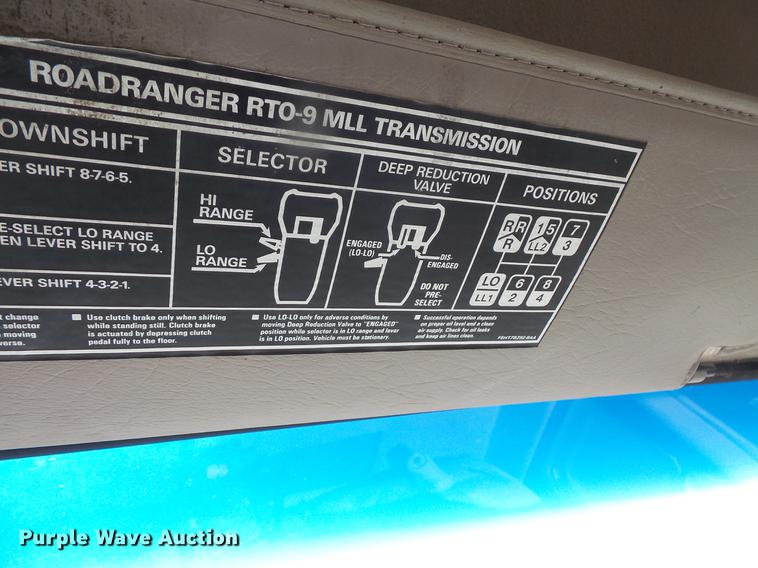 ROADRANGER RTO-9 MLL TRANSMISSION
OWNSHIFT
SELECTOR
DEEP REDUCTION
VALVE
POSITIONS
ER SHIFT 8-7-6-5.
E-SELECT LO RANGE
EN LEVER SHIFT TO 4.
EVER SHIFT 4-3-2-1.
HI
RANGE
LO
RANGE
ENGAGED
(LO-LO)
DIS-
ENGAGED
DO NOT
PRE-
SELECT
R R 1 5 7
R LL2 3
LO 6 8
LL1 2 4
t change
selector
moving
verse.
Use clutch brake only when shifting
while standing still. Clutch brake
is actuated by depressing clutch
pedal fully to the floor.
Use LO-LO only for adverse conditions by
moving Deep Reduction Valve to "ENGAGED"
position while selector is in LO range and lever
is in LO position. Vehicle must be stationary.
Successful operation depends
on proper oil level and a clean
air supply. Check for oil leaks
and keep air lines clean.
Purple Wave Auction